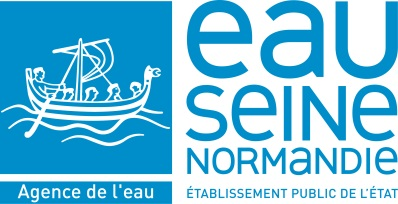 eau
seine
normandie
Agence de l'eau
ÉTABLISSEMENT PUBLIC DE L'ÉTAT